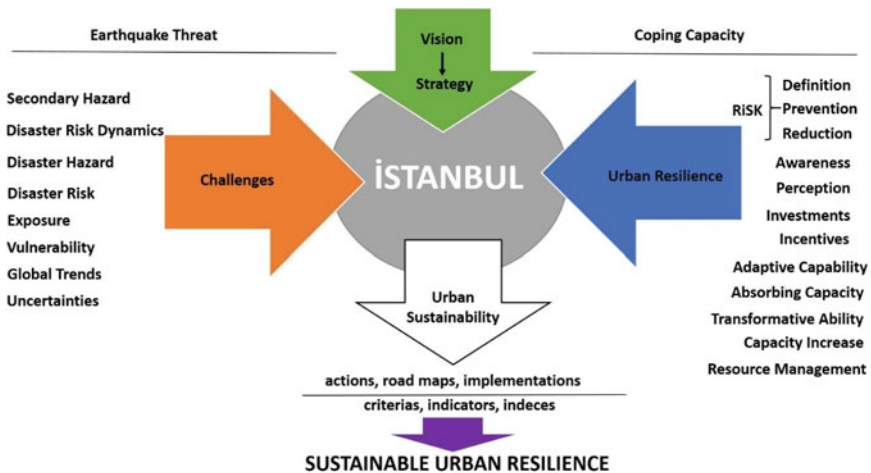 Earthquake Threat
Vision
Strategy
Coping Capacity
Secondary Hazard
Disaster Risk Dynamics
Disaster Hazard
Disaster Risk
Exposure
Vulnerability
Global Trends
Uncertainties
Challenges
İSTANBUL
Urban Resilience
RiSK
Definition
Prevention
Reduction
Awareness
Perception
Investments
Incentives
Adaptive Capability
Absorbing Capacity
Transformative Ability
Capacity Increase
Resource Management
Urban
Sustainability
actions, road maps, implementations
criterias, indicators, indeces
SUSTAINABLE URBAN RESILIENCE